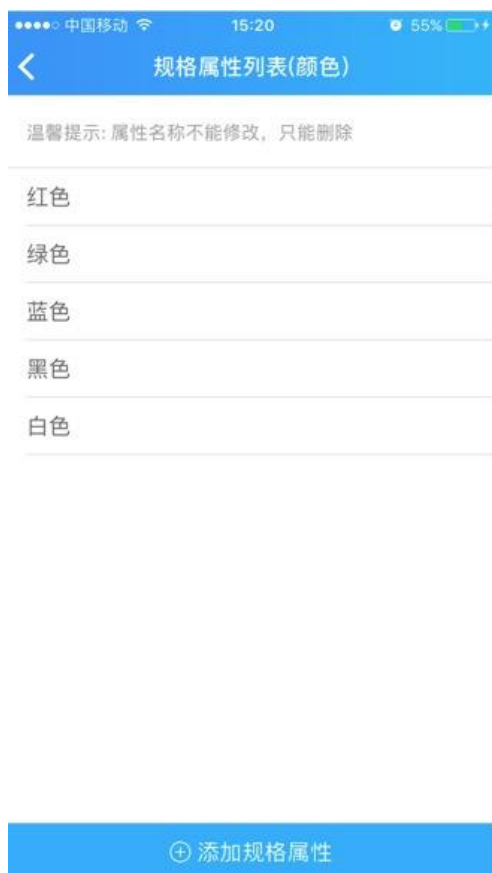 中国移动 15:20 55%
规格属性列表(颜色)
温馨提示: 属性名称不能修改，只能删除
红色
绿色
蓝色
黑色
白色
添加规格属性